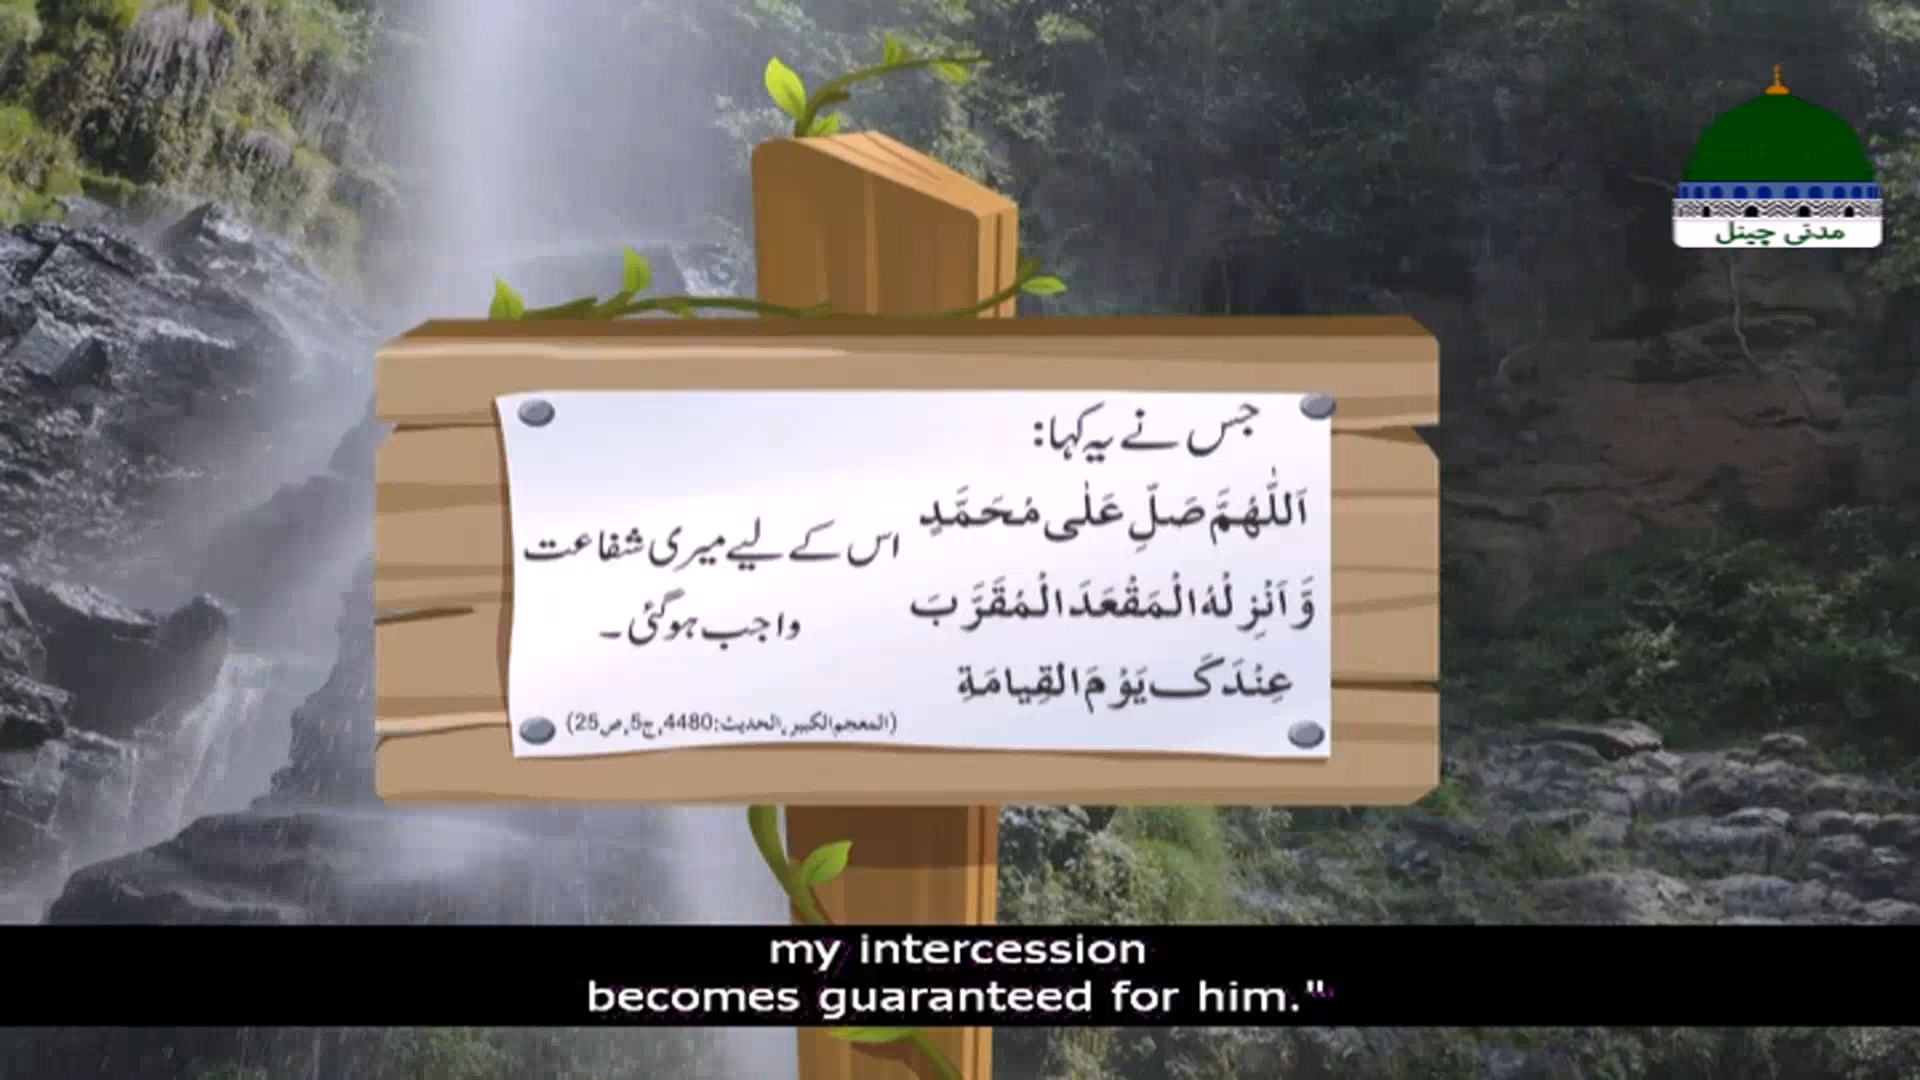 مدنی چینل
جس نے یہ کہا:
اَللّٰهُمَّ صَلِّ عَلٰى مُحَمَّدٍ
وَّ اَنْزِلْهُ الْمَقْعَدَ الْمُقَرَّبَ
عِنْدَكَ يَوْمَ الْقِيامَةِ
اس کے لیے میری شفاعت
واجب ہوگئی۔
(المعجم الکبیر،الحدیث:4480،ج5،ص25)
my intercession
becomes guaranteed for him."